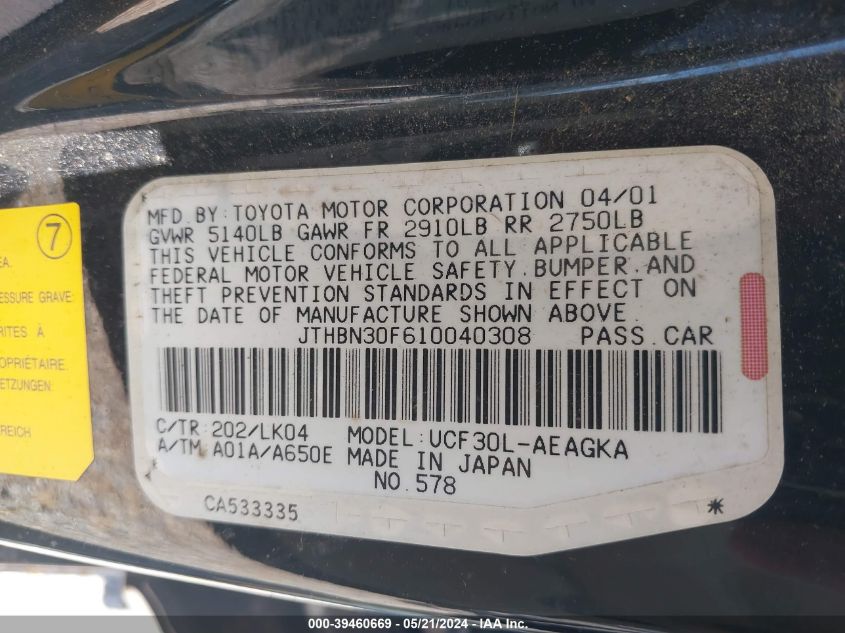 MFD. BY: TOYOTA MOTOR CORPORATION 04/01
GVWR 5140LB GAWR FR 2910LB RR 2750LB
THIS VEHICLE CONFORMS TO ALL APPLICABLE
FEDERAL MOTOR VEHICLE SAFETY. BUMPER. AND
THEFT PREVENTION STANDARDS IN EFFECT ON
THE DATE OF MANUFACTURE SHOWN ABOVE.
JTHBN30F610040308 PASS. CAR
C/TR: 202/LK04 MODEL: UCF30L-AEAGKA
A/TM A01A/A650E MADE IN JAPAN
NO. 578
CA533335 *
7
EA.
ESSURE GRAVE:
RITES À
PROPRIÉTAIRE.
ETZUNGEN:
REICH
000-39460669 - 05/21/2024 - IAA Inc.